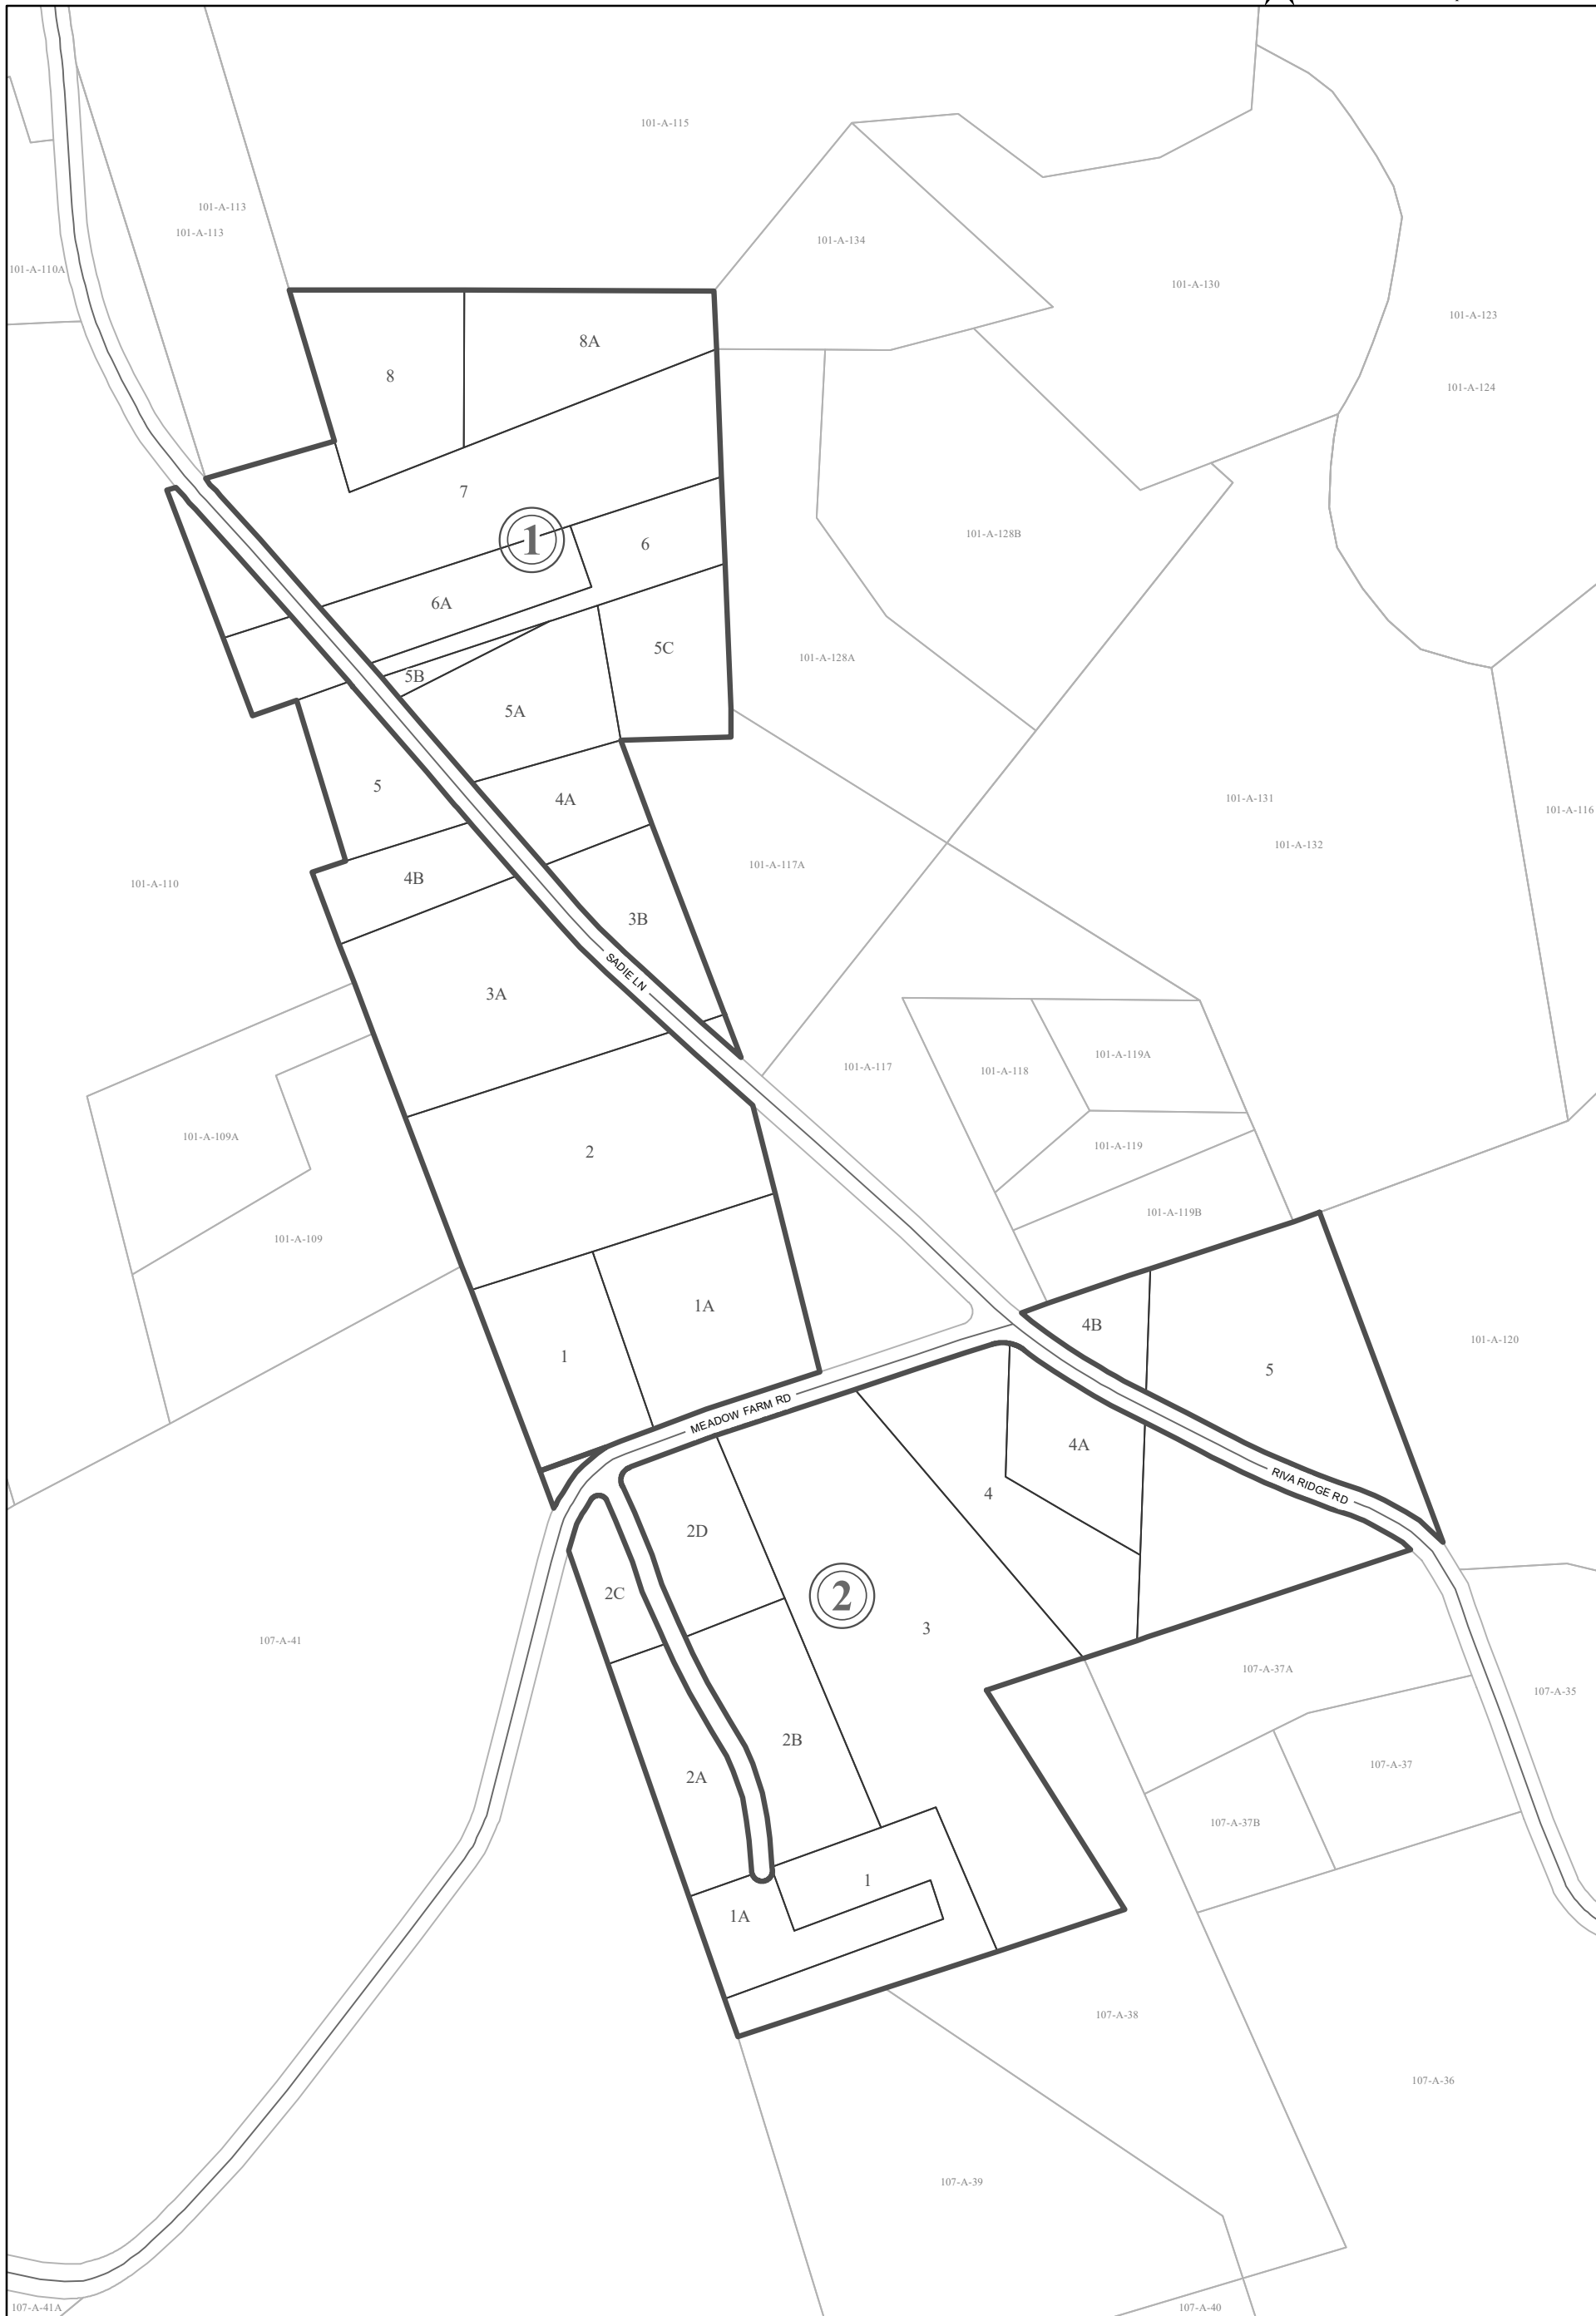 101-A-115
101-A-113
101-A-113
101-A-134
101-A-110A
101-A-130
101-A-123
8A
8
101-A-124
7
1
6
101-A-128B
6A
5C
101-A-128A
5B
5A
5
4A
101-A-131
101-A-116
101-A-132
101-A-117A
4B
101-A-110
3B
SADIE LN
3A
101-A-119A
101-A-117
101-A-118
101-A-109A
101-A-119
2
101-A-119B
101-A-109
1A
4B
101-A-120
1
5
MEADOW FARM RD
4A
RIVA RIDGE RD
4
2D
2C
2
3
107-A-41
107-A-37A
107-A-35
2B
107-A-37
2A
107-A-37B
1
1A
107-A-38
107-A-36
107-A-39
107-A-41A
107-A-40